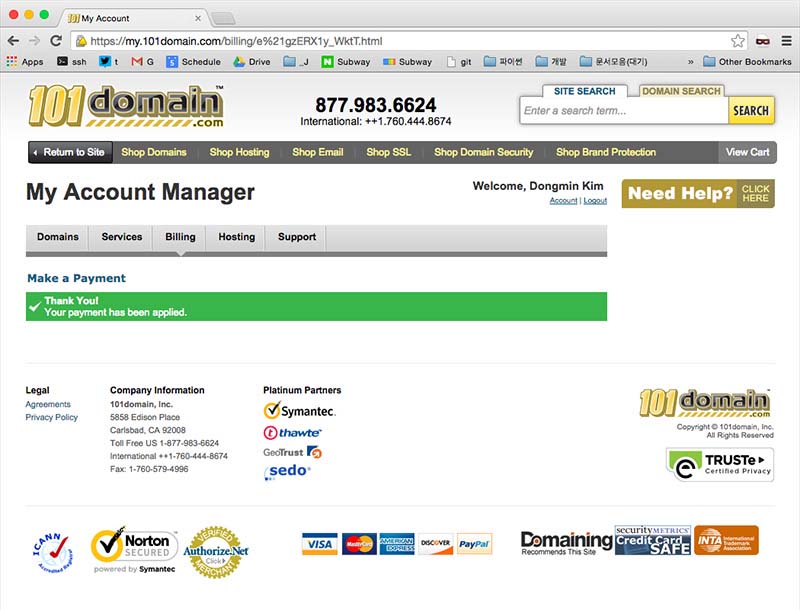 101 My Account
https://my.101domain.com/billing/e%21gzERX1y_WktT.html
Apps ssh t Gmail Schedule Drive _J Subway Subway git 파이썬 개발 문서모음(대기) » Other Bookmarks
101domain.com™
877.983.6624
International: ++1.760.444.8674
SITE SEARCH DOMAIN SEARCH
Enter a search term... SEARCH
Return to Site Shop Domains Shop Hosting Shop Email Shop SSL Shop Domain Security Shop Brand Protection View Cart
My Account Manager
Welcome, Dongmin Kim
Account | Logout
Need Help? CLICK HERE
Domains Services Billing Hosting Support
Make a Payment
Thank You!
Your payment has been applied.
Legal
Agreements
Privacy Policy
Company Information
101domain, Inc.
5858 Edison Place
Carlsbad, CA 92008
Toll Free US 1-877-983-6624
International ++1-760-444-8674
Fax: 1-760-579-4996
Platinum Partners
Symantec.
thawte
GeoTrust
sedo
101domain.com
Copyright © 101domain, Inc.
All Rights Reserved
TRUSTe
Certified Privacy
ICANN
Accredited Registrar
Norton
SECURED
powered by Symantec
VERIFIED
Authorize.Net
Click
MERCHANT
VISA MasterCard AMERICAN EXPRESS DISCOVER PayPal
Domaining
Recommends This Site
SECURITYMETRICS
Credit Card
SAFE
INTA International Trademark Association